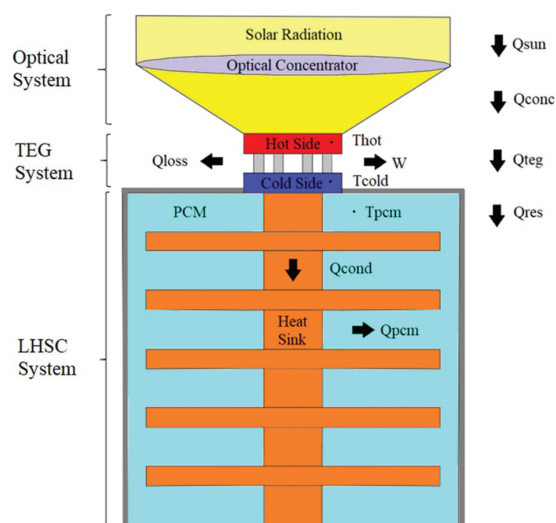 Solar Radiation
Optical
System
Optical Concentrator
Qsun
Qconc
TEG
System
Hot Side
Thot
Qloss
W
Qteg
Cold Side
Tcold
PCM
Tpcm
Qres
Qcond
Heat
Sink
Qpcm
LHSC
System